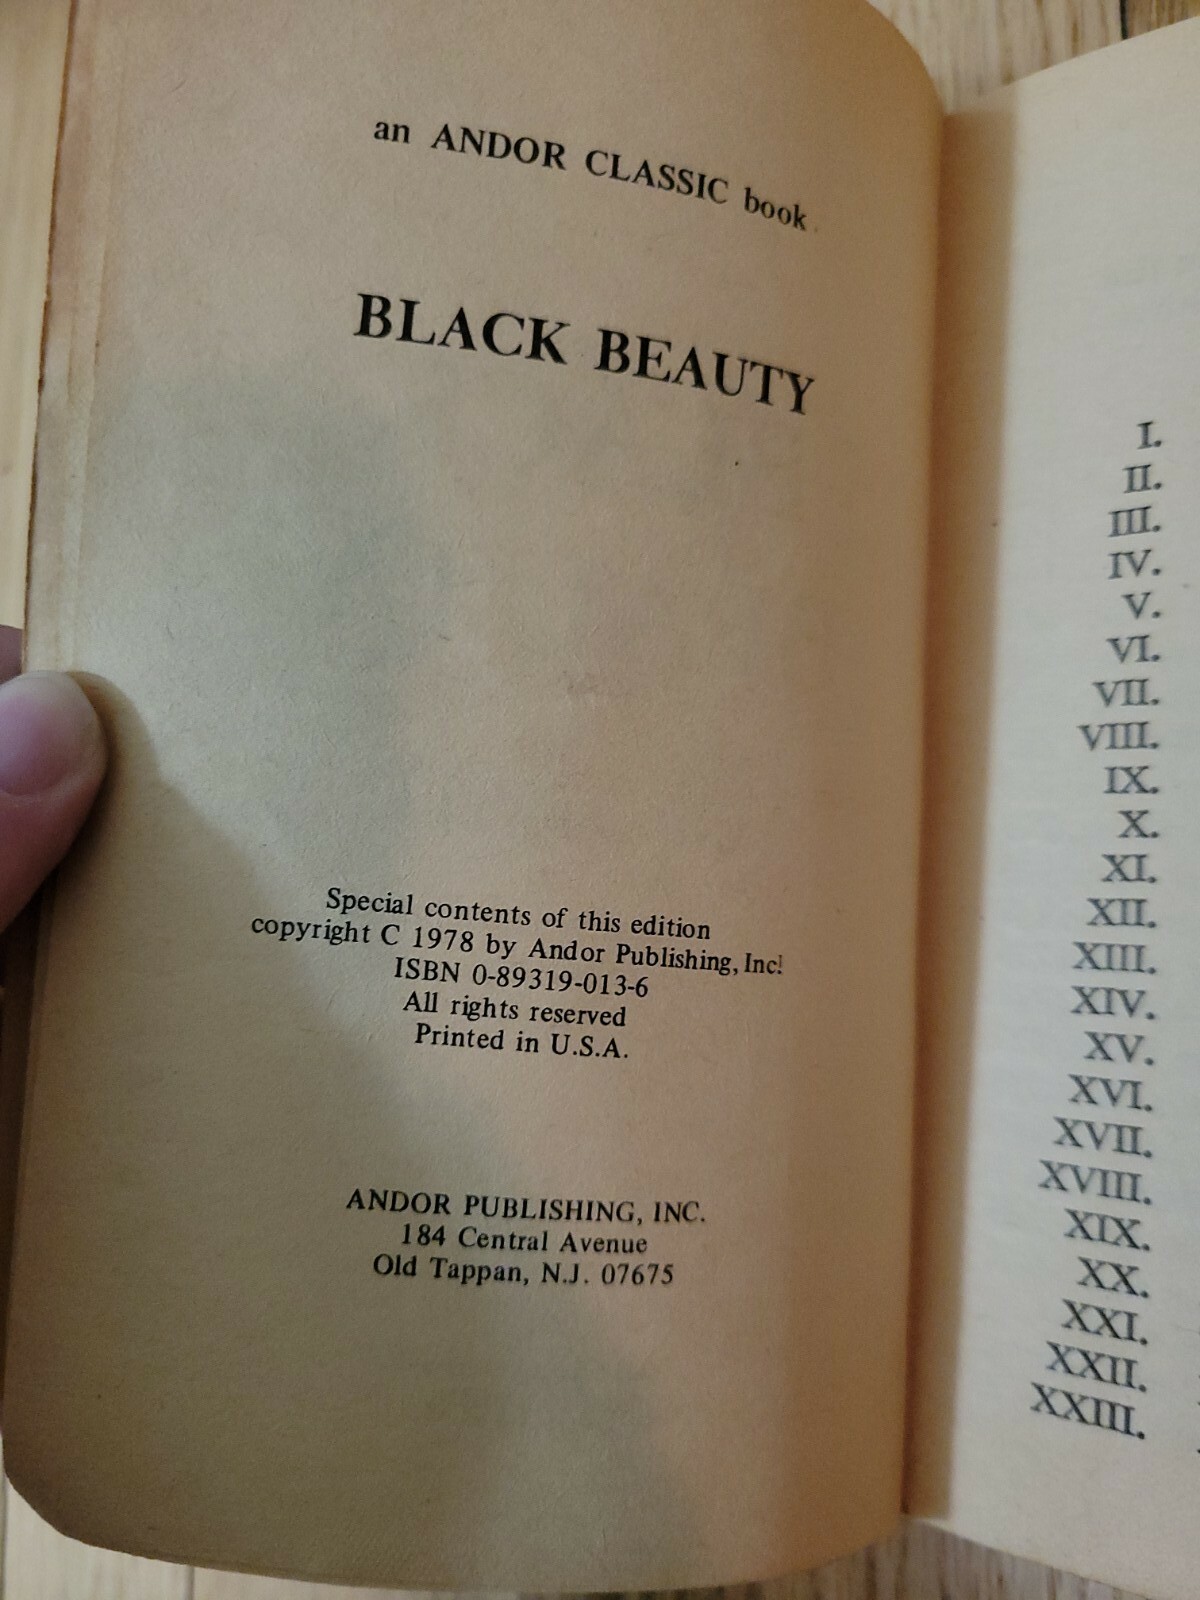 an ANDOR CLASSIC book
BLACK BEAUTY
Special contents of this edition
copyright C 1978 by Andor Publishing, Inc.
ISBN 0-89319-013-6
All rights reserved
Printed in U.S.A.
ANDOR PUBLISHING, INC.
184 Central Avenue
Old Tappan, N.J. 07675
I.
II.
III.
IV.
V.
VI.
VII.
VIII.
IX.
X.
XI.
XII.
XIII.
XIV.
XV.
XVI.
XVII.
XVIII.
XIX.
XX.
XXI.
XXII.
XXIII.